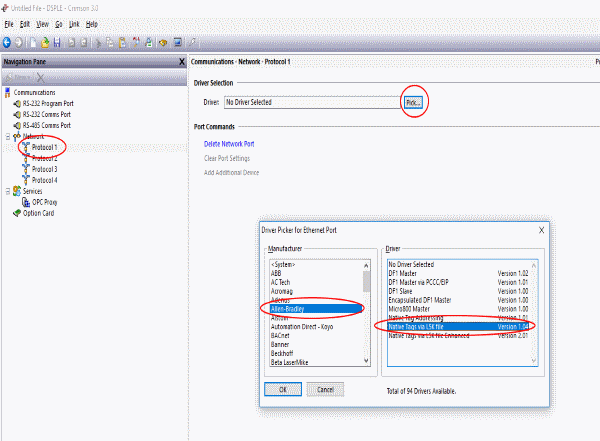 Untitled File - DSPLE - Crimson 3.0
File Edit View Go Link Help
Navigation Pane X
Communications
RS-232 Program Port
RS-232 Comms Port
RS-485 Comms Port
Network
Protocol 1
Protocol 2
Protocol 3
Protocol 4
Services
OPC Proxy
Option Card
Communications - Network - Protocol 1
Driver Selection
Driver: No Driver Selected Pick...
Port Commands
Delete Network Port
Clear Port Settings
Add Additional Device
Driver Picker for Ethernet Port X
Manufacturer
<System>
ABB
AC Tech
Acromag
Adenus
Allen-Bradley
Alstom
Automation Direct - Koyo
BACnet
Banner
Beckhoff
Beta LaserMike
Driver
No Driver Selected
DF1 Master Version 1.02
DF1 Master via PCCC/EIP Version 1.01
DF1 Slave Version 1.00
Encapsulated DF1 Master Version 1.00
Micro800 Master Version 1.00
Native Tag Addressing Version 1.01
Native Tags via L5K file Version 1.04
Native Tags via L5K file Enhanced Version 2.01
OK Cancel
Total of 94 Drivers Available.